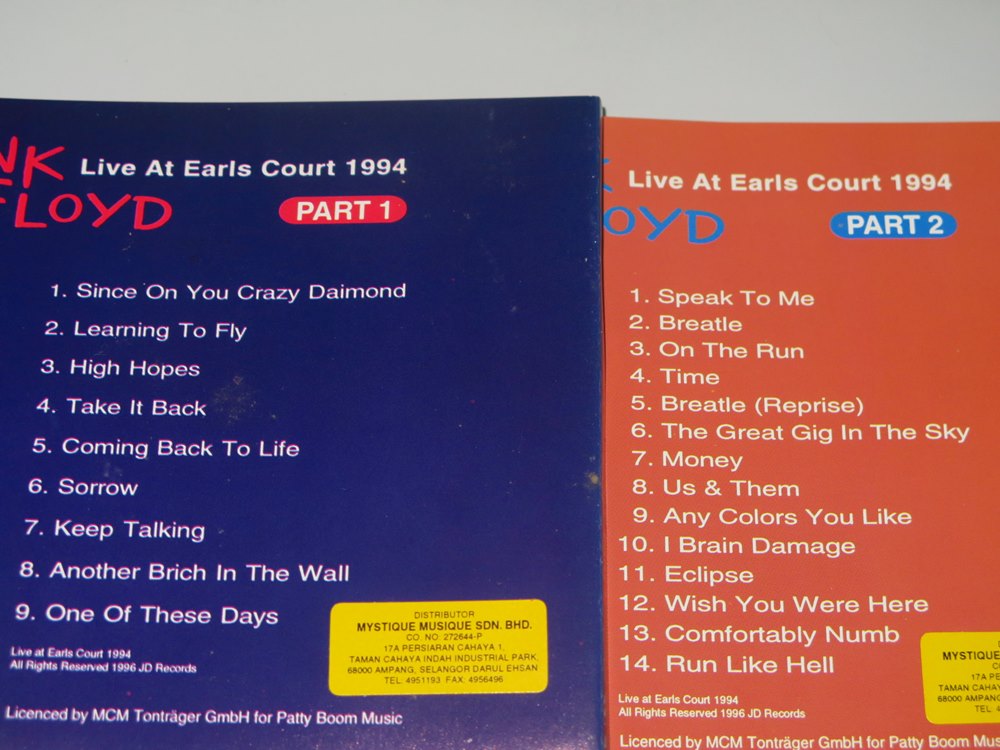 NK
FLOYD
Live At Earls Court 1994
PART 1
1. Since On You Crazy Daimond
2. Learning To Fly
3. High Hopes
4. Take It Back
5. Coming Back To Life
6. Sorrow
7. Keep Talking
8. Another Brich In The Wall
9. One Of These Days
Live at Earls Court 1994
All Rights Reserved 1996 JD Records
DISTRIBUTOR
MYSTIQUE MUSIQUE SDN. BHD.
CO. NO: 272644-P
17A PERSIARAN CAHAYA 1,
TAMAN CAHAYA INDAH INDUSTRIAL PARK,
68000 AMPANG, SELANGOR DARUL EHSAN
TEL: 4951193 FAX: 4956496
Licenced by MCM Tonträger GmbH for Patty Boom Music
K
OYD
Live At Earls Court 1994
PART 2
1. Speak To Me
2. Breatle
3. On The Run
4. Time
5. Breatle (Reprise)
6. The Great Gig In The Sky
7. Money
8. Us & Them
9. Any Colors You Like
10. I Brain Damage
11. Eclipse
12. Wish You Were Here
13. Comfortably Numb
14. Run Like Hell
Live at Earls Court 1994
All Rights Reserved 1996 JD Records
MYSTIQUE
17A PE
TAMAN CAHAY
68000 AMPANG
TEL: 4
Licenced by MCM Tonträger GmbH for Patty Boom Mus